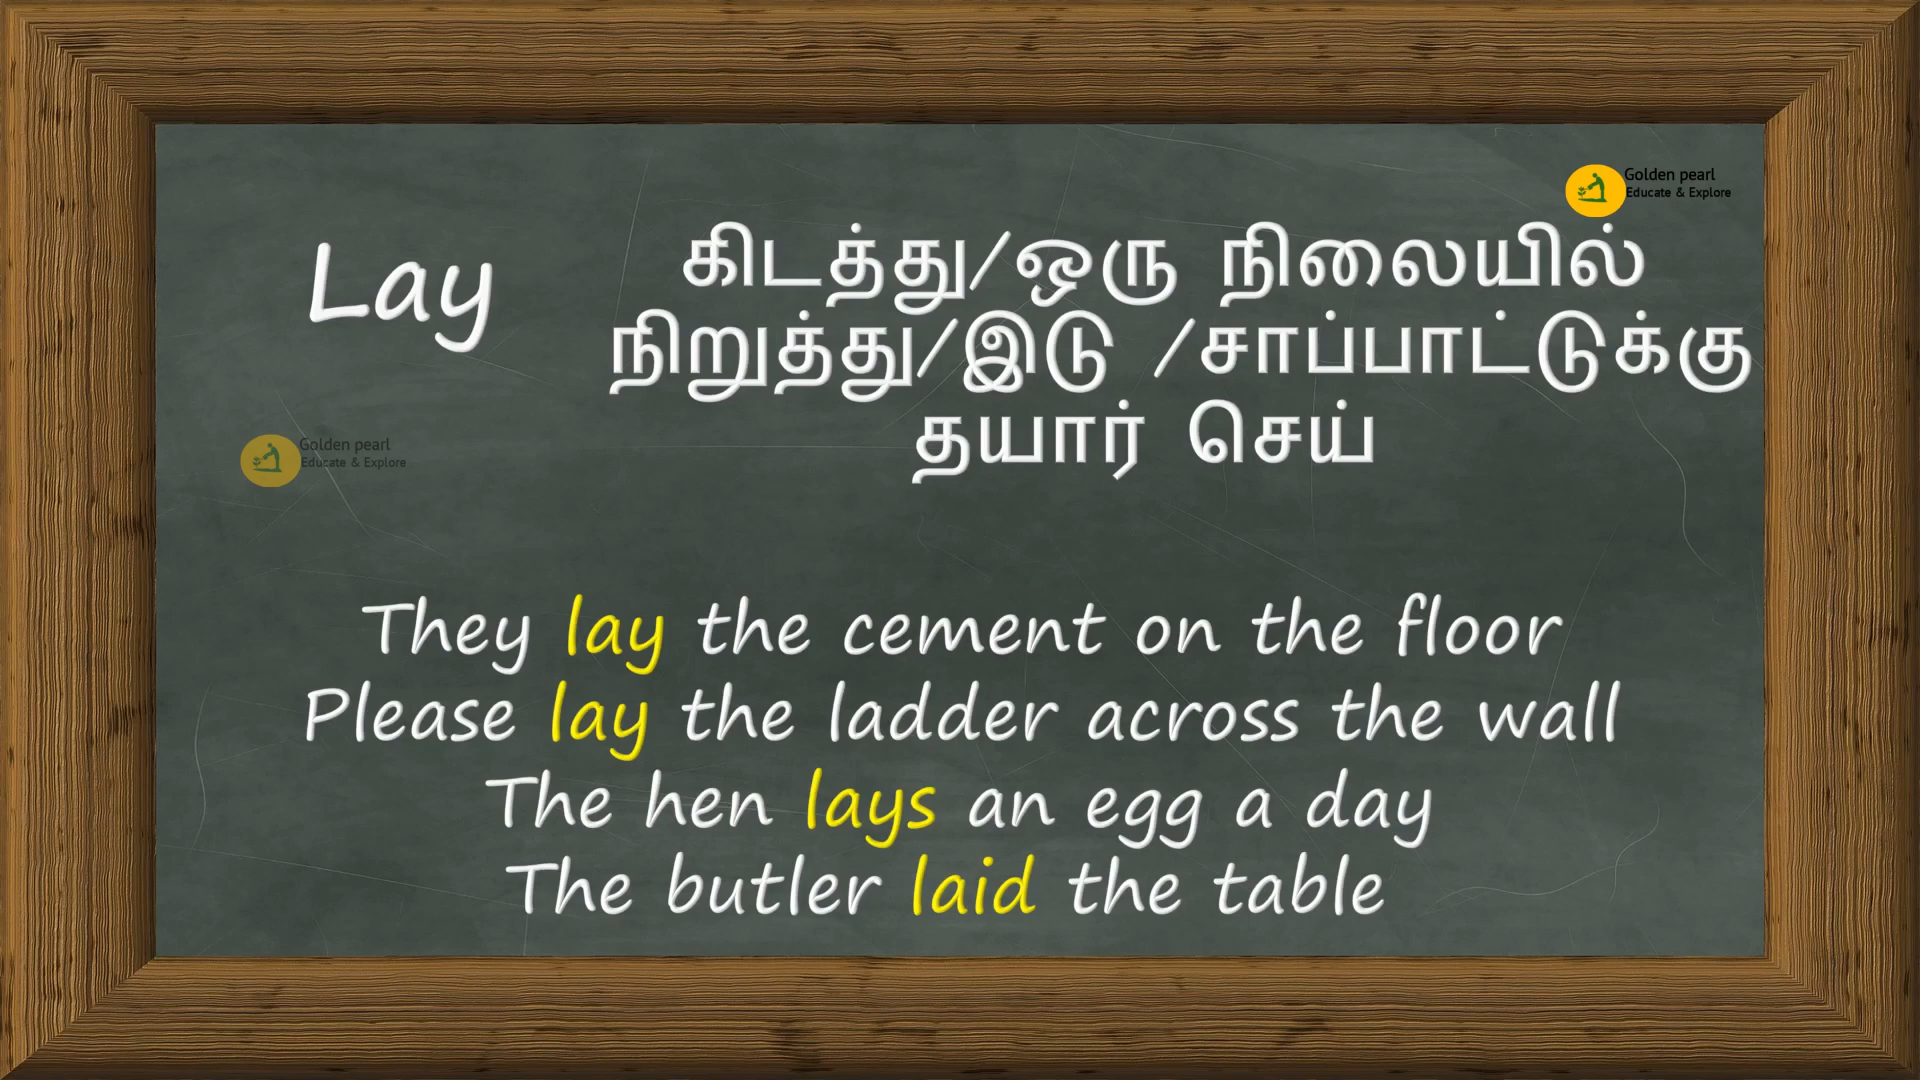 Golden pearl
Educate & Explore
Lay
கிடத்து/ஒரு நிலையில்
நிறுத்து/இடு /சாப்பாட்டுக்கு
தயார் செய்
Golden pearl
Educate & Explore
They lay the cement on the floor
Please lay the ladder across the wall
The hen lays an egg a day
The butler laid the table